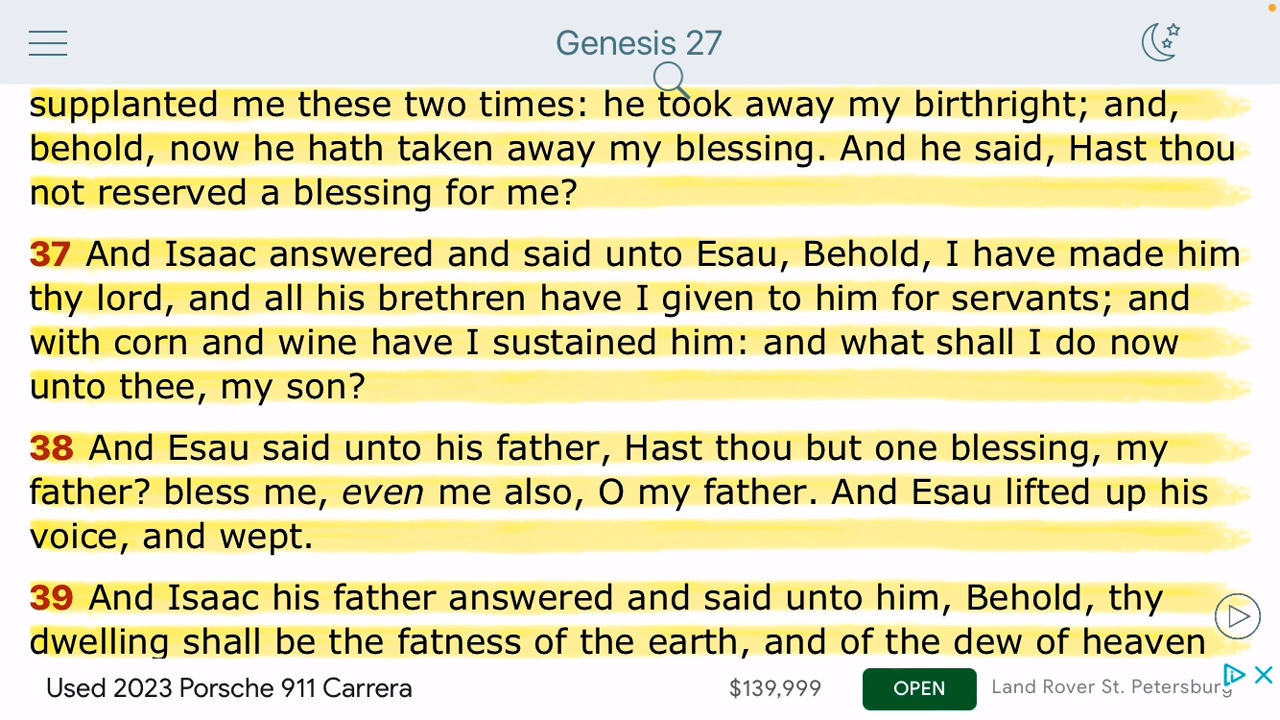 Genesis 27
supplanted me these two times: he took away my birthright; and,
behold, now he hath taken away my blessing. And he said, Hast thou
not reserved a blessing for me?
37 And Isaac answered and said unto Esau, Behold, I have made him
thy lord, and all his brethren have I given to him for servants; and
with corn and wine have I sustained him: and what shall I do now
unto thee, my son?
38 And Esau said unto his father, Hast thou but one blessing, my
father? bless me, even me also, O my father. And Esau lifted up his
voice, and wept.
39 And Isaac his father answered and said unto him, Behold, thy
dwelling shall be the fatness of the earth, and of the dew of heaven
Used 2023 Porsche 911 Carrera $139,999 OPEN Land Rover St. Petersburg